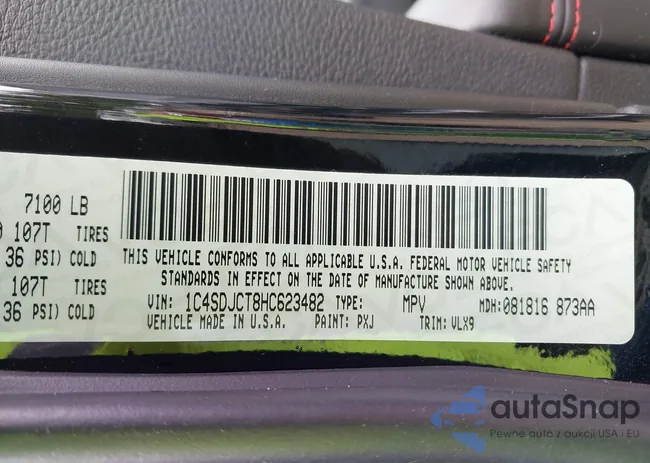 7100 LB
107T TIRES
36 PSI) COLD
107T TIRES
36 PSI) COLD
THIS VEHICLE CONFORMS TO ALL APPLICABLE U.S.A. FEDERAL MOTOR VEHICLE SAFETY
STANDARDS IN EFFECT ON THE DATE OF MANUFACTURE SHOWN ABOVE.
VIN: 1C4SDJCT8HC623482 TYPE: MPV MDH:081816 873AA
VEHICLE MADE IN U.S.A. PAINT: PXJ TRIM: VLX9
autaSnap
Pewne auto z aukcji USA i EU